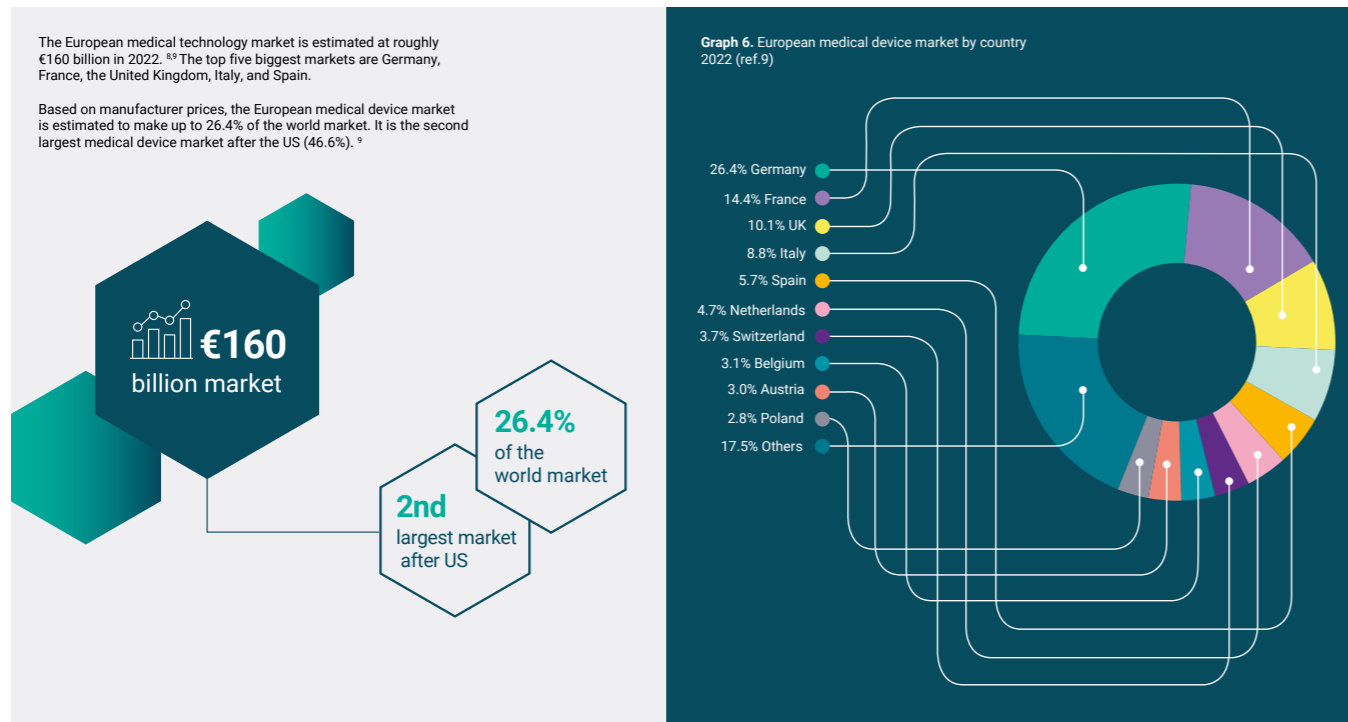 The European medical technology market is estimated at roughly
€160 billion in 2022. 8,9 The top five biggest markets are Germany,
France, the United Kingdom, Italy, and Spain.
Based on manufacturer prices, the European medical device market
is estimated to make up to 26.4% of the world market. It is the second
largest medical device market after the US (46.6%). 9
€160
billion market
26.4%
of the
world market
2nd
largest market
after US
Graph 6. European medical device market by country
2022 (ref.9)
26.4% Germany
14.4% France
10.1% UK
8.8% Italy
5.7% Spain
4.7% Netherlands
3.7% Switzerland
3.1% Belgium
3.0% Austria
2.8% Poland
17.5% Others